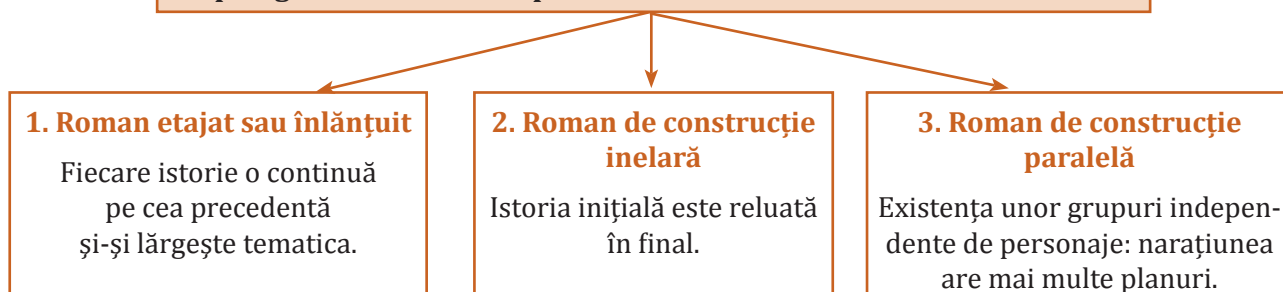 1. Roman etajat sau înlănțuit
Fiecare istorie o continuă
pe cea precedentă
și-și lărgește tematica.
2. Roman de construcție
inelară
Istoria inițială este reluată
în final.
3. Roman de construcție
paralelă
Existența unor grupuri indepen-
dente de personaje: narațiunea
are mai multe planuri.